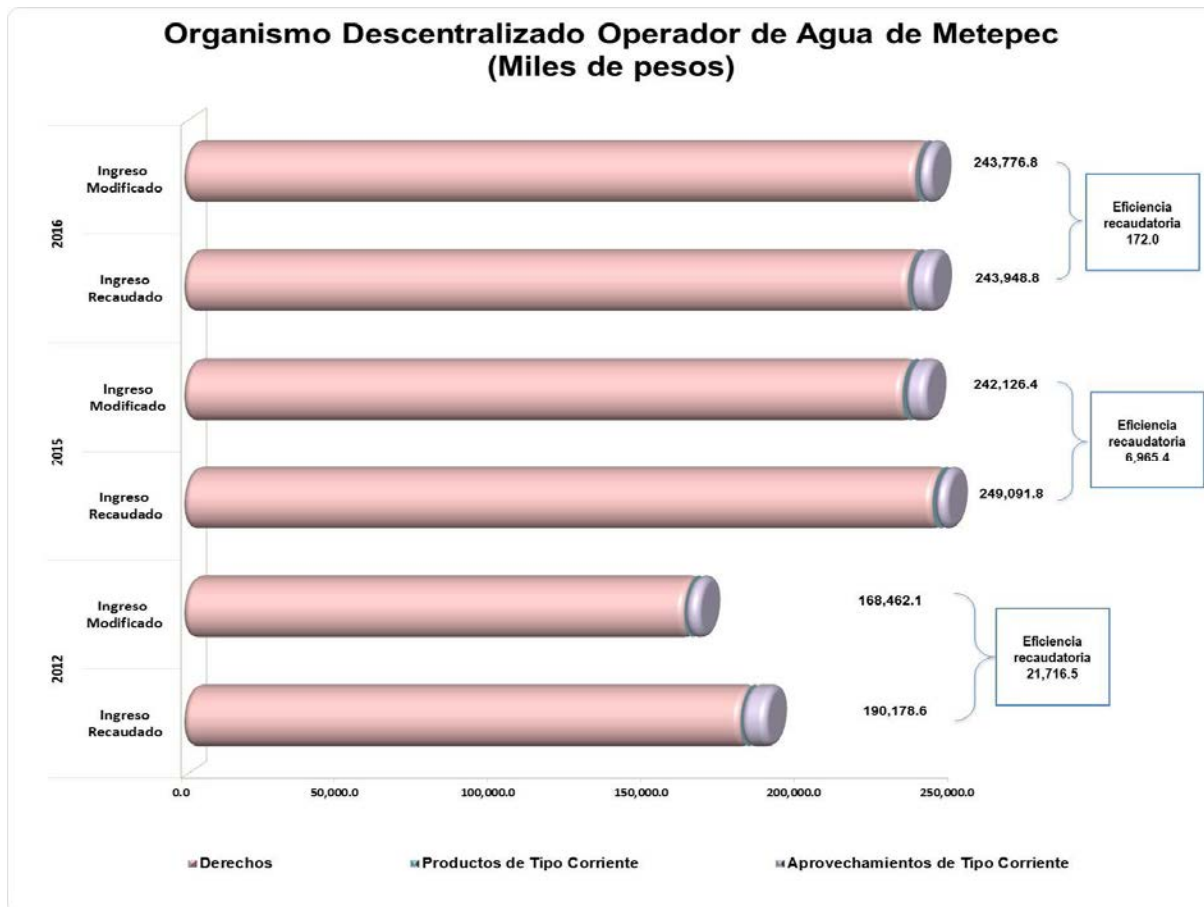 Organismo Descentralizado Operador de Agua de Metepec
(Miles de pesos)
2016
Ingreso
Modificado
243,776.8
Ingreso
Recaudado
243,948.8
Eficiencia
recaudatoria
172.0
2015
Ingreso
Modificado
242,126.4
Ingreso
Recaudado
249,091.8
Eficiencia
recaudatoria
6,965.4
2012
Ingreso
Modificado
168,462.1
Ingreso
Recaudado
190,178.6
Eficiencia
recaudatoria
21,716.5
0.0 50,000.0 100,000.0 150,000.0 200,000.0 250,000.0
Derechos Productos de Tipo Corriente Aprovechamientos de Tipo Corriente